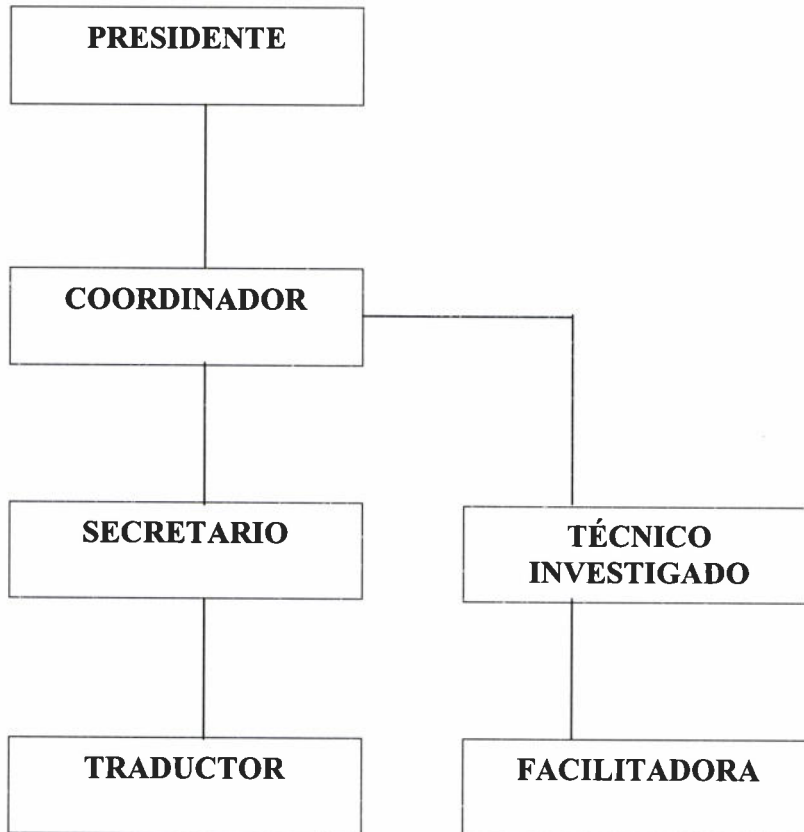 PRESIDENTE
COORDINADOR
SECRETARIO
TÉCNICO
INVESTIGADO
TRADUCTOR
FACILITADORA